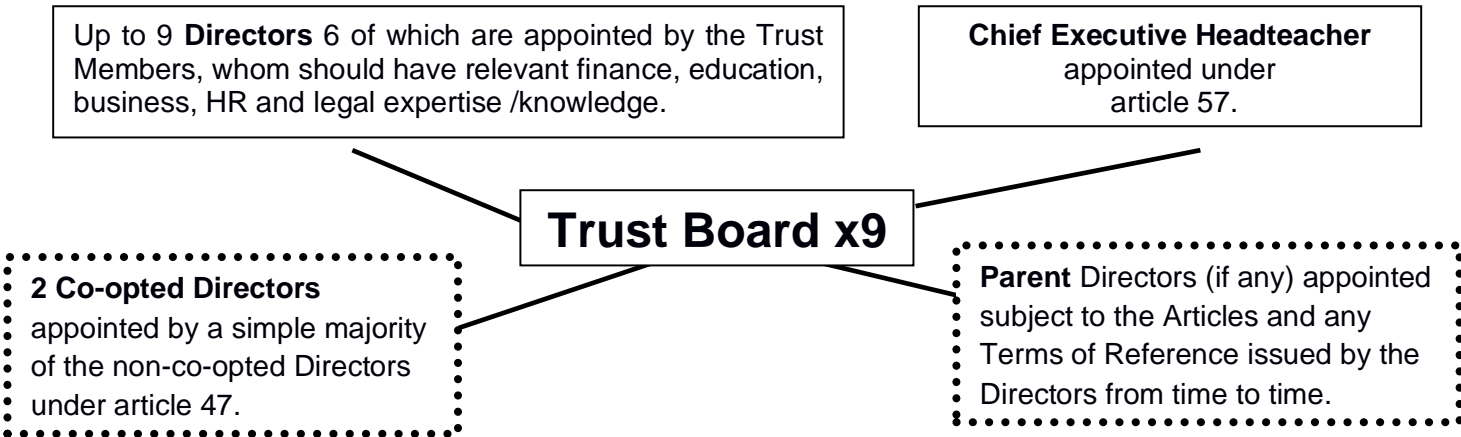 Up to 9 Directors 6 of which are appointed by the Trust
Members, whom should have relevant finance, education,
business, HR and legal expertise /knowledge.
Chief Executive Headteacher
appointed under
article 57.
Trust Board x9
2 Co-opted Directors
appointed by a simple majority
of the non-co-opted Directors
under article 47.
Parent Directors (if any) appointed
subject to the Articles and any
Terms of Reference issued by the
Directors from time to time.